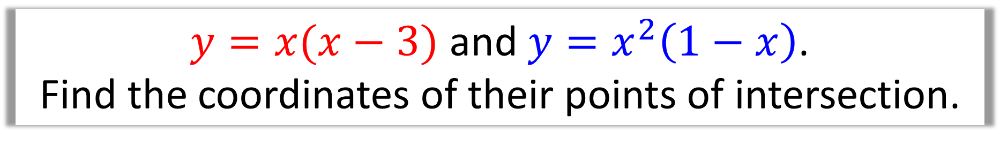 y = x(x − 3) and y = x²(1 − x).
Find the coordinates of their points of intersection.